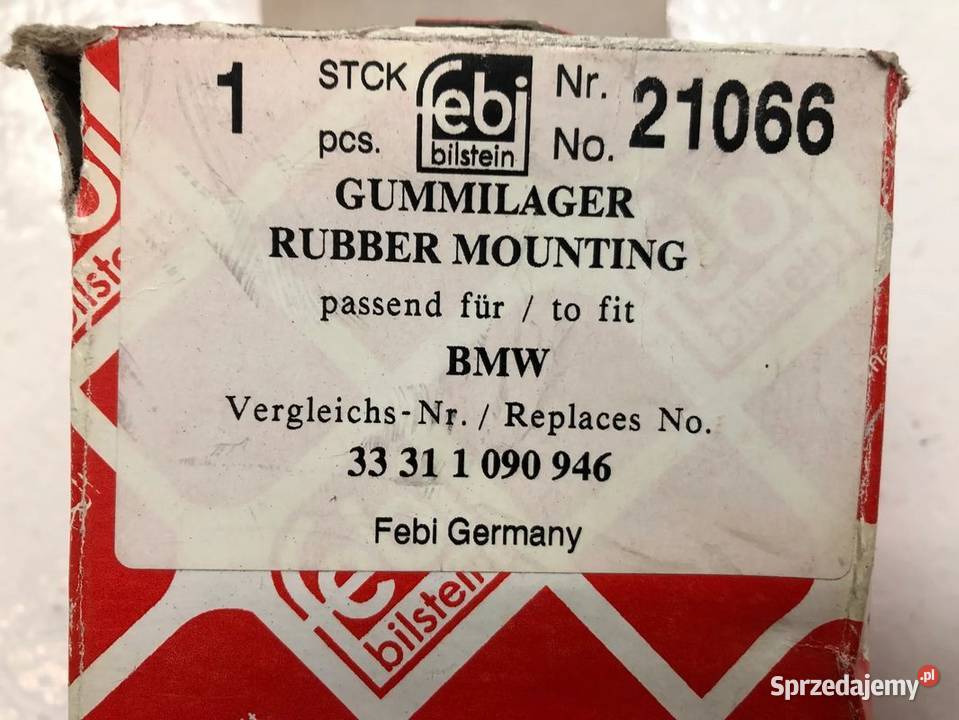 1 STCK febi Nr. 21066
pcs. bilstein No.
GUMMILAGER
RUBBER MOUNTING
passend für / to fit
BMW
Vergleichs-Nr. / Replaces No.
33 31 1 090 946
Febi Germany
bilstein
Sprzedajemy.pl